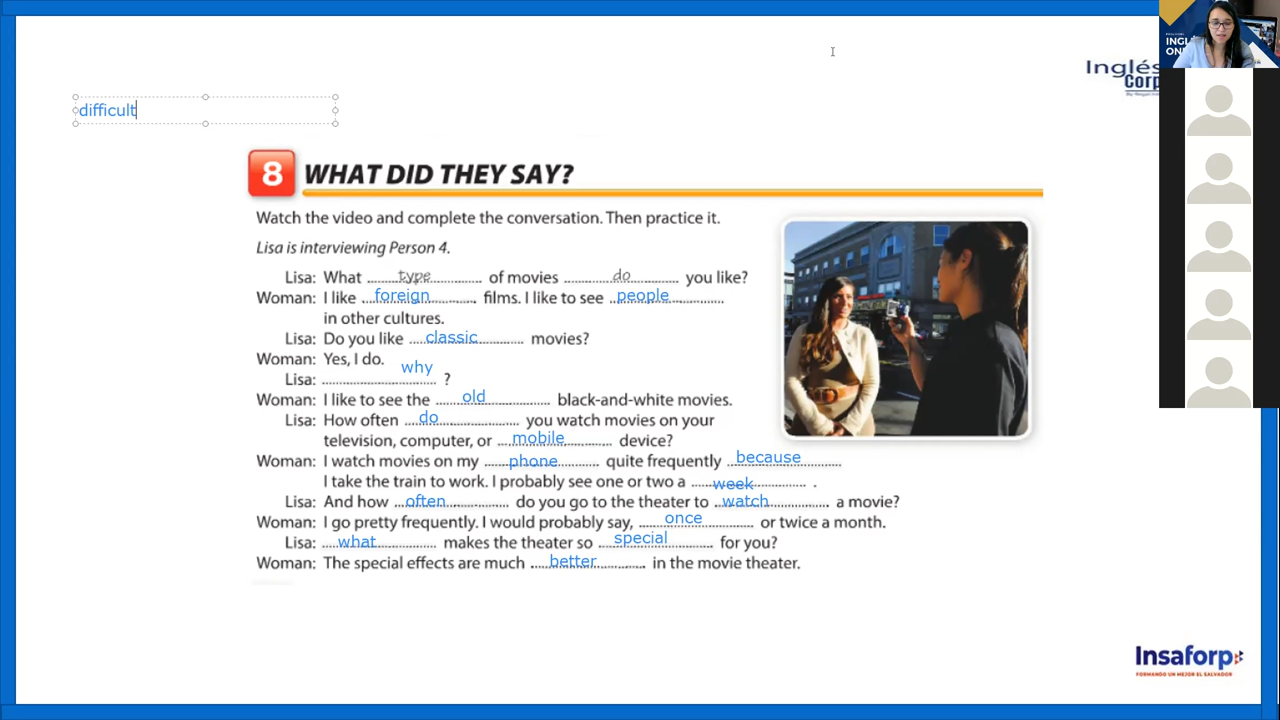 INGL
ON
Inglés
Corp
difficult
8 WHAT DID THEY SAY?
Watch the video and complete the conversation. Then practice it.
Lisa is interviewing Person 4.
Lisa: What type of movies do you like?
Woman: I like foreign films. I like to see people
in other cultures.
Lisa: Do you like classic movies?
Woman: Yes, I do.
Lisa: why ?
Woman: I like to see the old black-and-white movies.
Lisa: How often do you watch movies on your
television, computer, or mobile device?
Woman: I watch movies on my phone quite frequently because
I take the train to work. I probably see one or two a week .
Lisa: And how often do you go to the theater to watch a movie?
Woman: I go pretty frequently. I would probably say, once or twice a month.
Lisa: what makes the theater so special for you?
Woman: The special effects are much better in the movie theater.
Insaforp
FORMANDO UN MEJOR EL SALVADOR